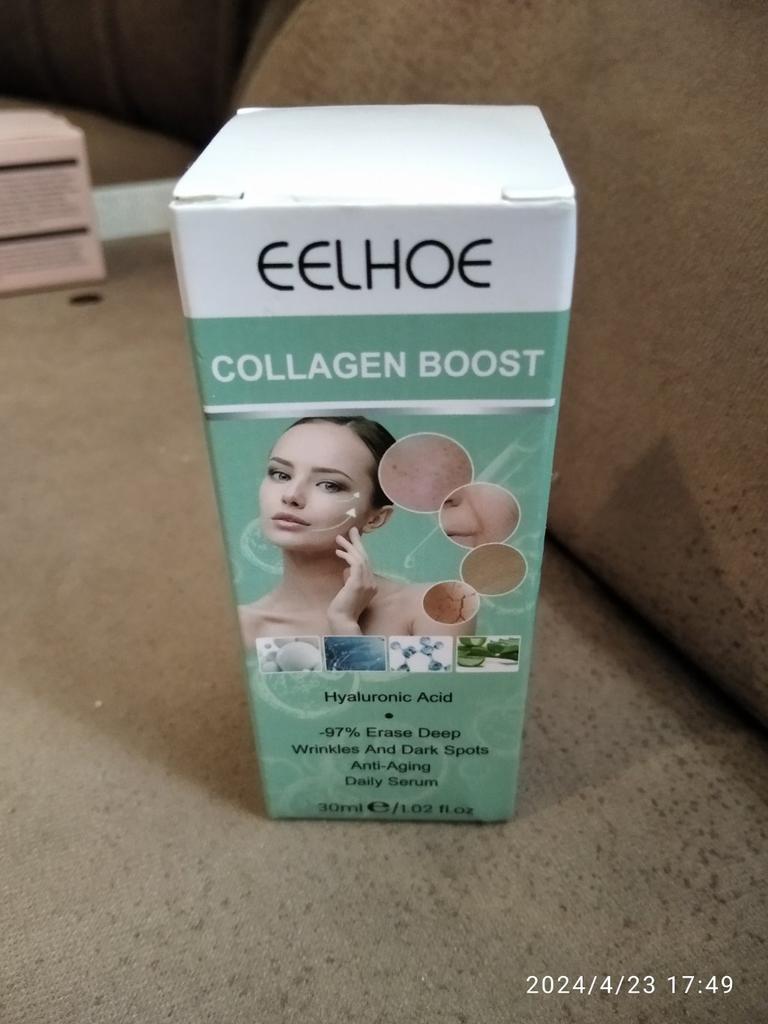 EELHOE
COLLAGEN BOOST
Hyaluronic Acid
-97% Erase Deep
Wrinkles And Dark Spots
Anti-Aging
Daily Serum
30ml ℮/1.02 fl.oz
2024/4/23 17:49